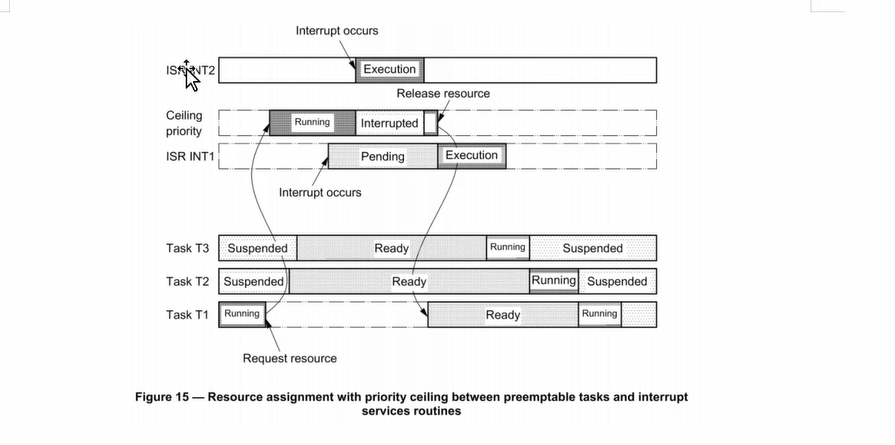 Interrupt occurs
ISR INT2
Execution
Release resource
Ceiling
priority
Running
Interrupted
ISR INT1
Pending
Execution
Interrupt occurs
Task T3
Suspended
Ready
Running
Suspended
Task T2
Suspended
Ready
Running
Suspended
Task T1
Running
Ready
Running
Request resource
Figure 15 — Resource assignment with priority ceiling between preemptable tasks and interrupt
services routines